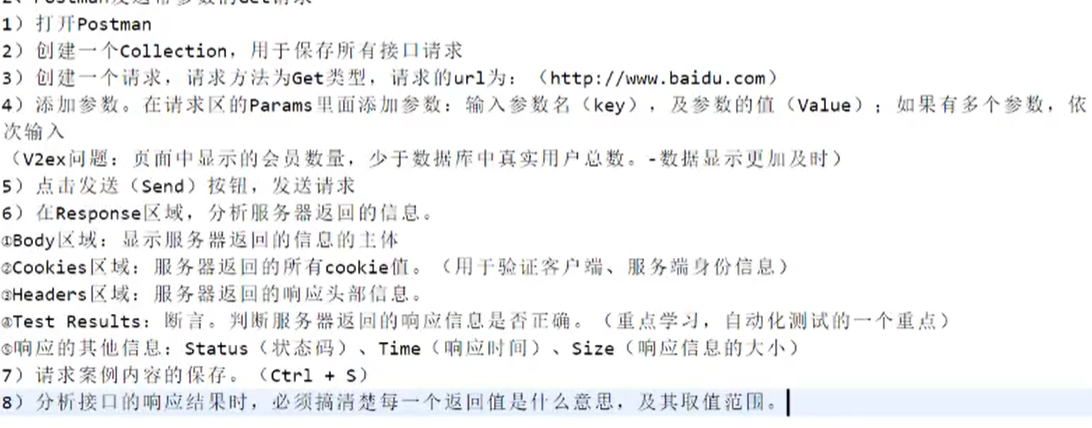 2、Postman发送带参数的Get请求
1）打开Postman
2）创建一个Collection，用于保存所有接口请求
3）创建一个请求，请求方法为Get类型，请求的url为：（http://www.baidu.com）
4）添加参数。在请求区的Params里面添加参数：输入参数名（key），及参数的值（Value）；如果有多个参数，依
次输入
（V2ex问题：页面中显示的会员数量，少于数据库中真实用户总数。-数据显示更加及时）
5）点击发送（Send）按钮，发送请求
6）在Response区域，分析服务器返回的信息。
①Body区域：显示服务器返回的信息的主体
②Cookies区域：服务器返回的所有cookie值。（用于验证客户端、服务端身份信息）
③Headers区域：服务器返回的响应头部信息。
④Test Results：断言。判断服务器返回的响应信息是否正确。（重点学习，自动化测试的一个重点）
⑤响应的其他信息：Status（状态码）、Time（响应时间）、Size（响应信息的大小）
7）请求案例内容的保存。（Ctrl + S）
8）分析接口的响应结果时，必须搞清楚每一个返回值是什么意思，及其取值范围。